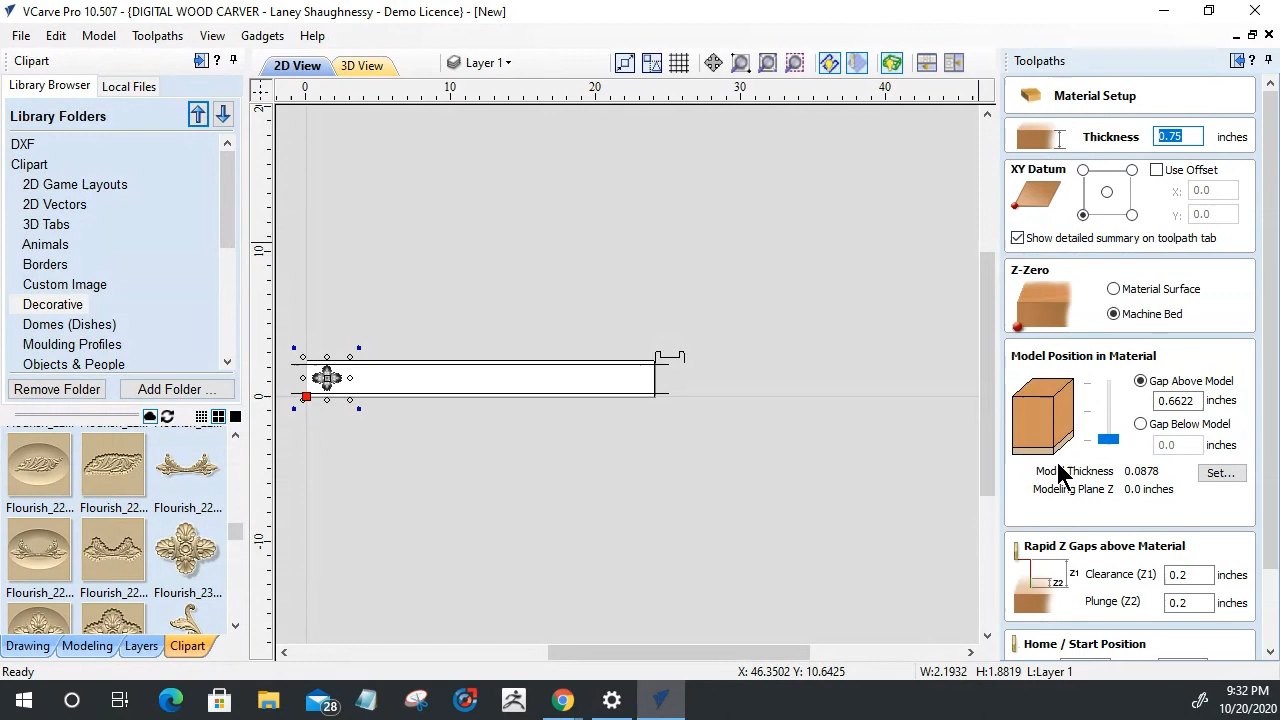 VCarve Pro 10.507 - {DIGITAL WOOD CARVER - Laney Shaughnessy - Demo Licence} - [New]
File Edit Model Toolpaths View Gadgets Help
Clipart
Library Browser Local Files
Library Folders
DXF
Clipart
2D Game Layouts
2D Vectors
3D Tabs
Animals
Borders
Custom Image
Decorative
Domes (Dishes)
Moulding Profiles
Objects & People
Remove Folder Add Folder ...
Flourish_22... Flourish_22... Flourish_22...
Flourish_22... Flourish_22... Flourish_23...
Drawing Modeling Layers Clipart
2D View 3D View Layer 1
0 10 20 30 40
10
0
-10
Toolpaths
Material Setup
Thickness 0.75 inches
XY Datum Use Offset
X: 0.0
Y: 0.0
Show detailed summary on toolpath tab
Z-Zero
Material Surface
Machine Bed
Model Position in Material
Gap Above Model
0.6622 inches
Gap Below Model
0.0 inches
Thickness 0.0878 Set...
Modeling Plane Z 0.0 inches
Rapid Z Gaps above Material
Z1 Clearance (Z1) 0.2 inches
Z2 Plunge (Z2) 0.2 inches
Home / Start Position
Ready X: 46.3502 Y: 10.6425 W:2.1932 H:1.8819 L:Layer 1
28
9:32 PM
10/20/2020